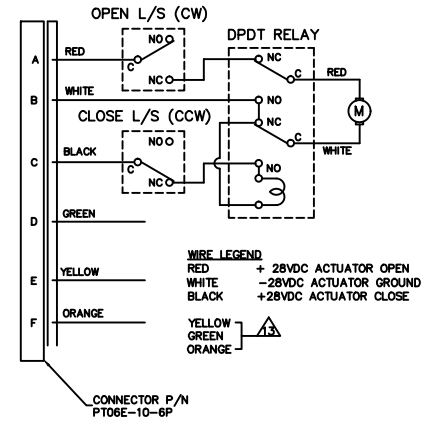 OPEN L/S (CW)
DPDT RELAY
NO
A
RED
C
NC
NC
C
RED
B
WHITE
NO
M
CLOSE L/S (CCW)
NC
NO
C
WHITE
C
BLACK
C
NC
NO
D
GREEN
WIRE LEGEND
RED + 28VDC ACTUATOR OPEN
WHITE -28VDC ACTUATOR GROUND
BLACK +28VDC ACTUATOR CLOSE
E
YELLOW
F
ORANGE
YELLOW
GREEN
ORANGE
13
CONNECTOR P/N
PT06E-10-6P